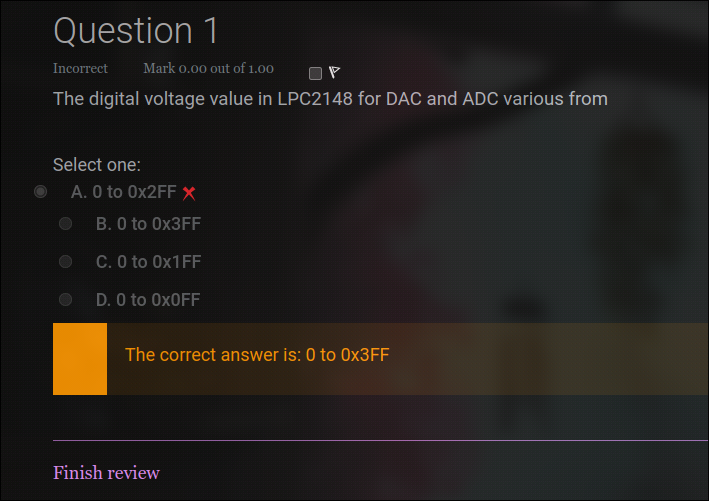 Question 1
Incorrect Mark 0.00 out of 1.00
The digital voltage value in LPC2148 for DAC and ADC various from
Select one:
A. 0 to 0x2FF
B. 0 to 0x3FF
C. 0 to 0x1FF
D. 0 to 0x0FF
The correct answer is: 0 to 0x3FF
Finish review